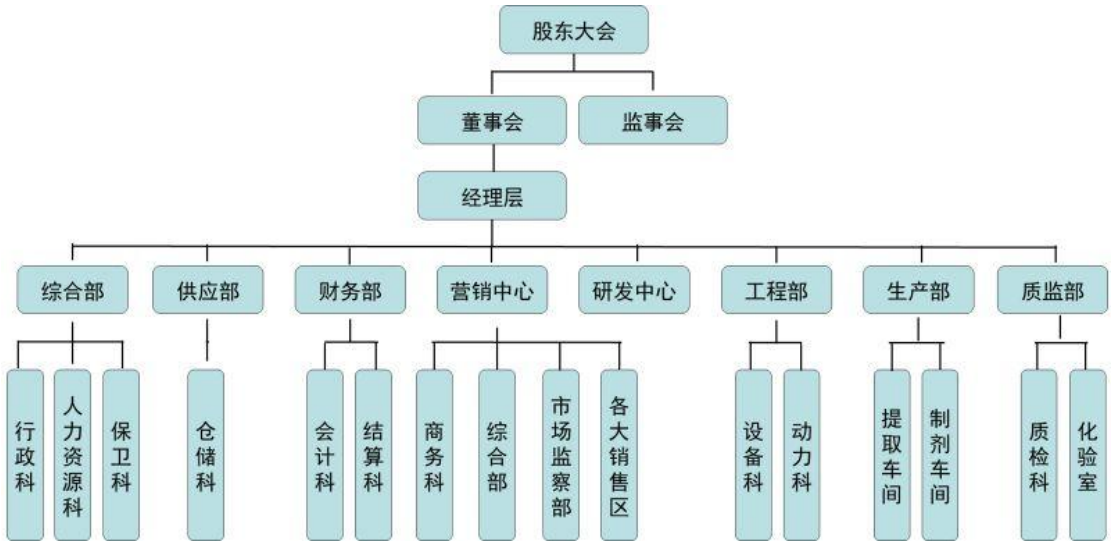 股东大会
董事会
监事会
经理层
综合部
供应部
财务部
营销中心
研发中心
工程部
生产部
质监部
行政科
人力资源科
保卫科
仓储科
会计科
结算科
商务科
综合部
市场监察部
各大销售区
设备科
动力科
提取车间
制剂车间
质检科
化验室